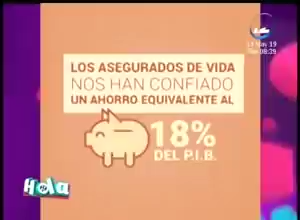 LOS ASEGURADOS DE VIDA
NOS HAN CONFIADO
UN AHORRO EQUIVALENTE AL
18%
DEL P.I.B.
Hola